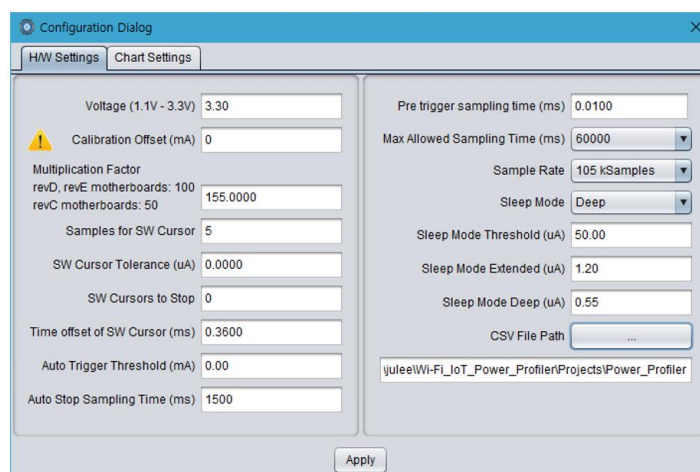 Configuration Dialog
H/W Settings
Chart Settings
Voltage (1.1V - 3.3V) 3.30
Calibration Offset (mA) 0
Multiplication Factor
revD, revE motherboards: 100
revC motherboards: 50
155.0000
Samples for SW Cursor 5
SW Cursor Tolerance (uA) 0.0000
SW Cursors to Stop 0
Time offset of SW Cursor (ms) 0.3600
Auto Trigger Threshold (mA) 0.00
Auto Stop Sampling Time (ms) 1500
Pre trigger sampling time (ms) 0.0100
Max Allowed Sampling Time (ms) 60000
Sample Rate 105 kSamples
Sleep Mode Deep
Sleep Mode Threshold (uA) 50.00
Sleep Mode Extended (uA) 1.20
Sleep Mode Deep (uA) 0.55
CSV File Path ...
\julee\Wi-Fi_IoT_Power_Profiler\Projects\Power_Profiler
Apply